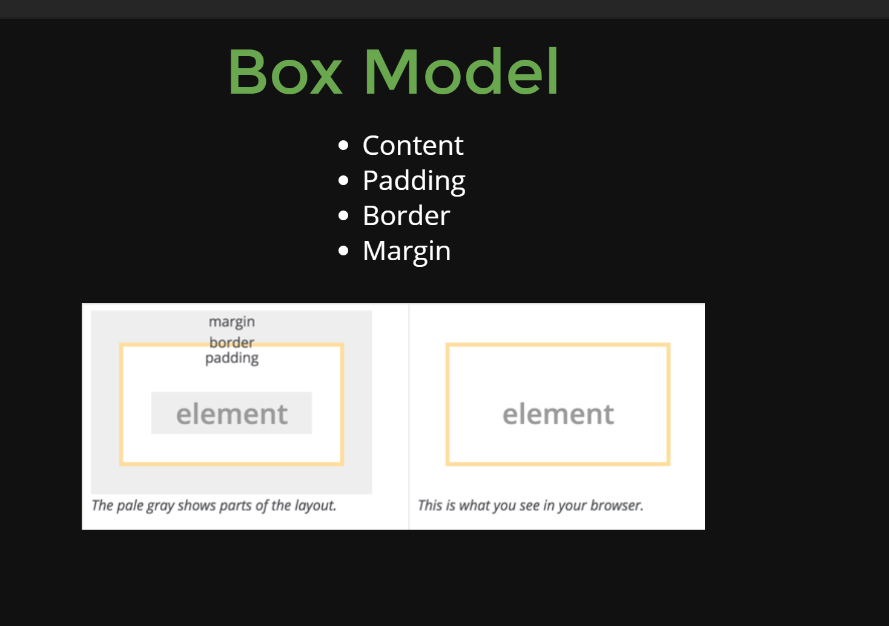 Box Model
Content
Padding
Border
Margin
margin
border
padding
element
The pale gray shows parts of the layout.
element
This is what you see in your browser.